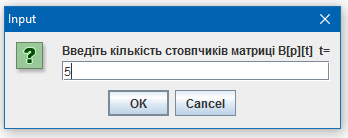 Input
Введіть кількість стовпчиків матриці B[p][t]  t=
5
OK
Cancel